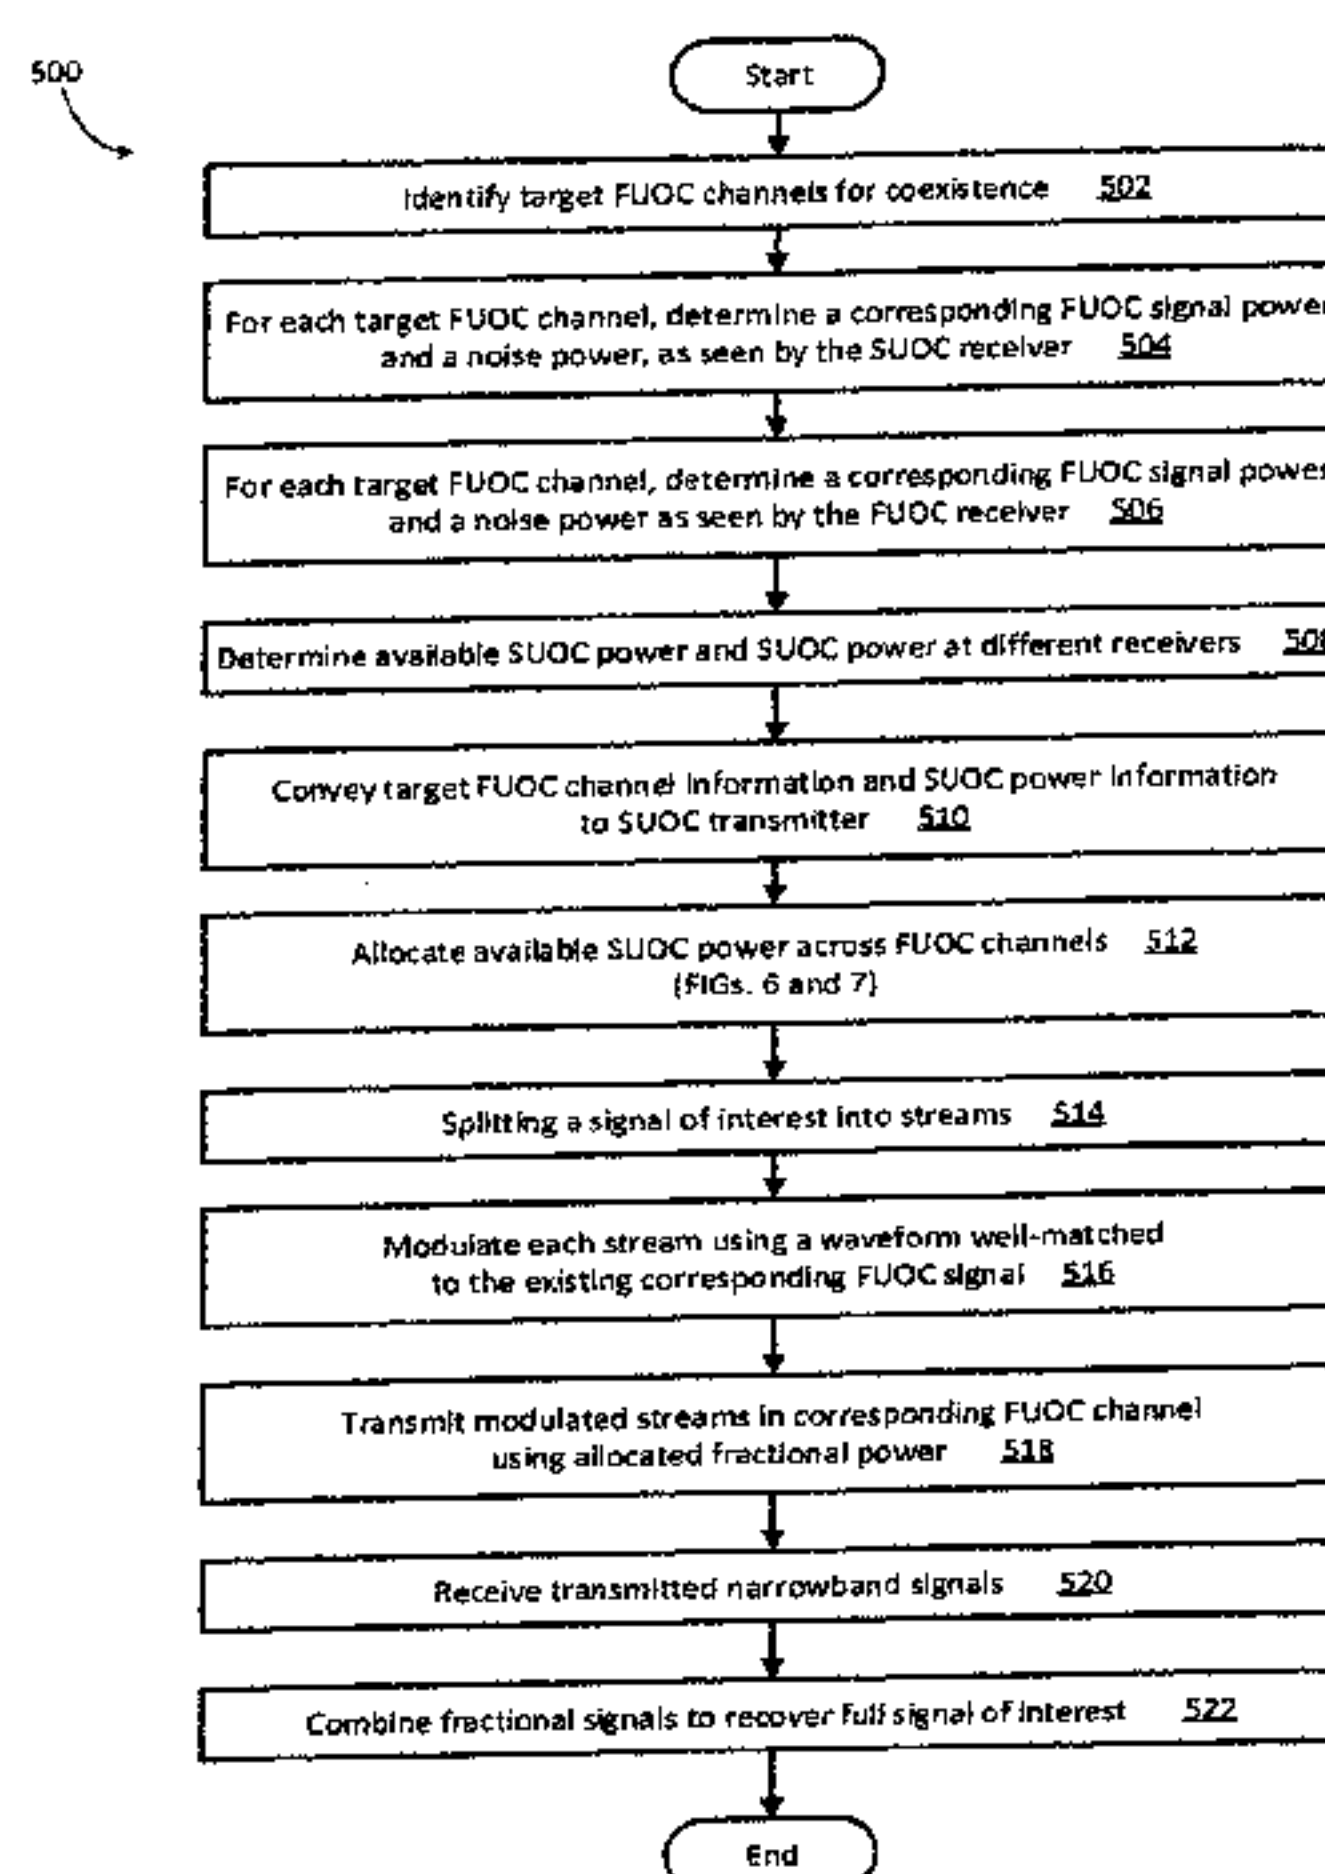 500
Start
Identify target FUOC channels for coexistence 502
For each target FUOC channel, determine a corresponding FUOC signal power
and a noise power, as seen by the SUOC receiver 504
For each target FUOC channel, determine a corresponding FUOC signal power
and a noise power as seen by the FUOC receiver 506
Determine available SUOC power and SUOC power at different receivers 508
Convey target FUOC channel information and SUOC power information
to SUOC transmitter 510
Allocate available SUOC power across FUOC channels 512
(FIGs. 6 and 7)
Splitting a signal of interest into streams 514
Modulate each stream using a waveform well-matched
to the existing corresponding FUOC signal 516
Transmit modulated streams in corresponding FUOC channel
using allocated fractional power 518
Receive transmitted narrowband signals 520
Combine fractional signals to recover full signal of interest 522
End